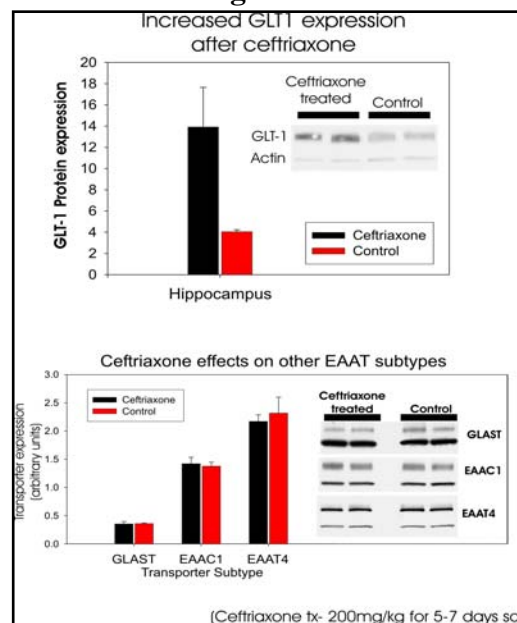 Increased GLT1 expression
after ceftriaxone
GLT-1 Protein expression
20
18
16
14
12
10
8
6
4
2
0
Hippocampus
Ceftriaxone
treated
Control
GLT-1
Actin
Ceftriaxone
Control
Ceftriaxone effects on other EAAT subtypes
Transporter expression
(arbitrary units)
3.0
2.5
2.0
1.5
1.0
0.5
0.0
Ceftriaxone
Control
GLAST EAAC1 EAAT4
Transporter Subtype
Ceftriaxone
treated
Control
GLAST
EAAC1
EAAT4
(Ceftriaxone tx- 200mg/kg for 5-7 days